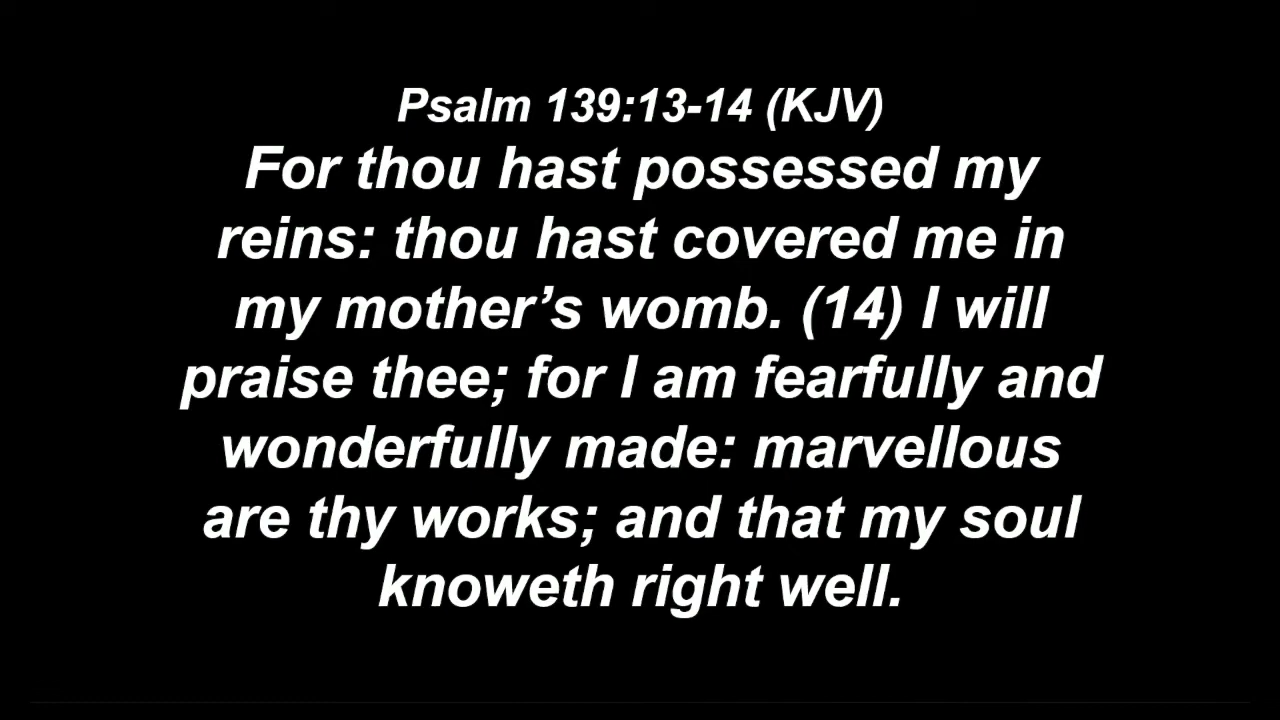 Psalm 139:13-14 (KJV)
For thou hast possessed my
reins: thou hast covered me in
my mother’s womb. (14) I will
praise thee; for I am fearfully and
wonderfully made: marvellous
are thy works; and that my soul
knoweth right well.